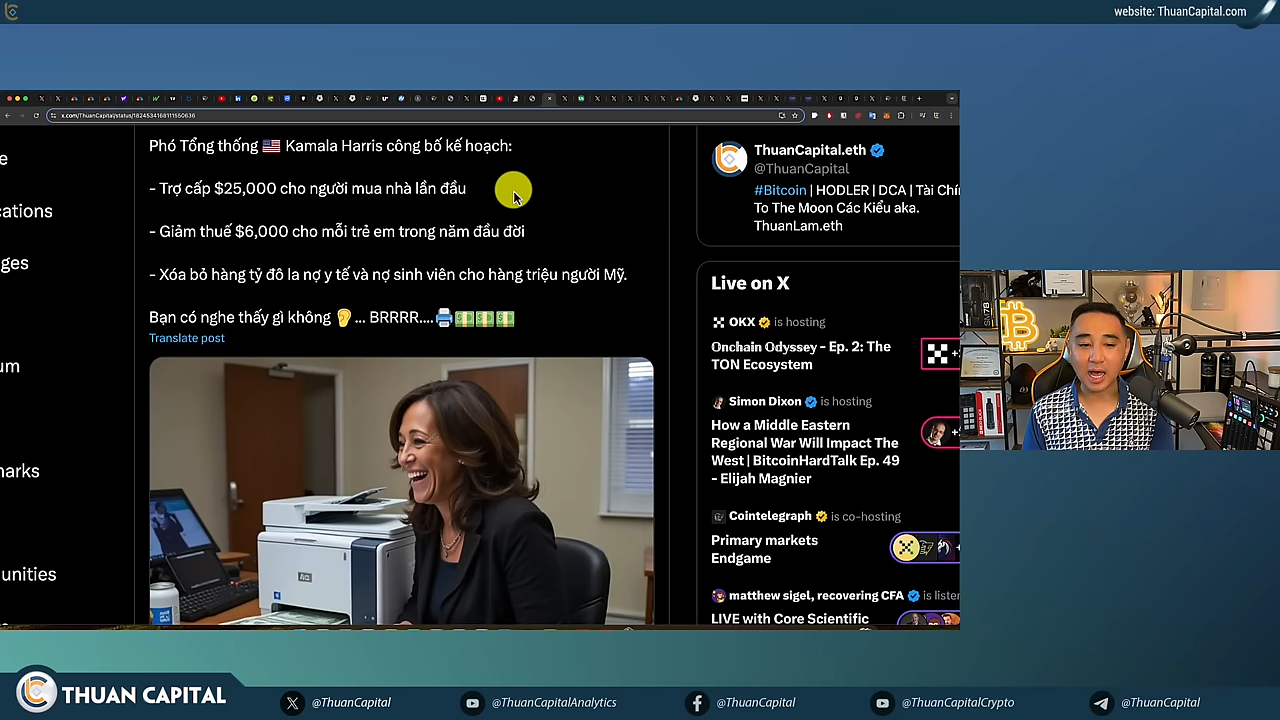 website: ThuanCapital.com
x.com/ThuanCapital/status/1824534168111550636
Phó Tổng thống 🇺🇸 Kamala Harris công bố kế hoạch:
- Trợ cấp $25,000 cho người mua nhà lần đầu
- Giảm thuế $6,000 cho mỗi trẻ em trong năm đầu đời
- Xóa bỏ hàng tỷ đô la nợ y tế và nợ sinh viên cho hàng triệu người Mỹ.
Bạn có nghe thấy gì không 👂... BRRRR....🖨️💵💵💵
Translate post
e
cations
ges
um
narks
unities
ThuanCapital.eth
@ThuanCapital
#Bitcoin | HODLER | DCA | Tài Chí
To The Moon Các Kiểu aka.
ThuanLam.eth
Live on X
OKX is hosting
Onchain Odyssey - Ep. 2: The
TON Ecosystem
Simon Dixon is hosting
How a Middle Eastern
Regional War Will Impact The
West | BitcoinHardTalk Ep. 49
- Elijah Magnier
Cointelegraph is co-hosting
Primary markets
Endgame
matthew sigel, recovering CFA is listen
LIVE with Core Scientific
THUAN CAPITAL
@ThuanCapital
@ThuanCapitalAnalytics
@ThuanCapital
@ThuanCapitalCrypto
@ThuanCapital